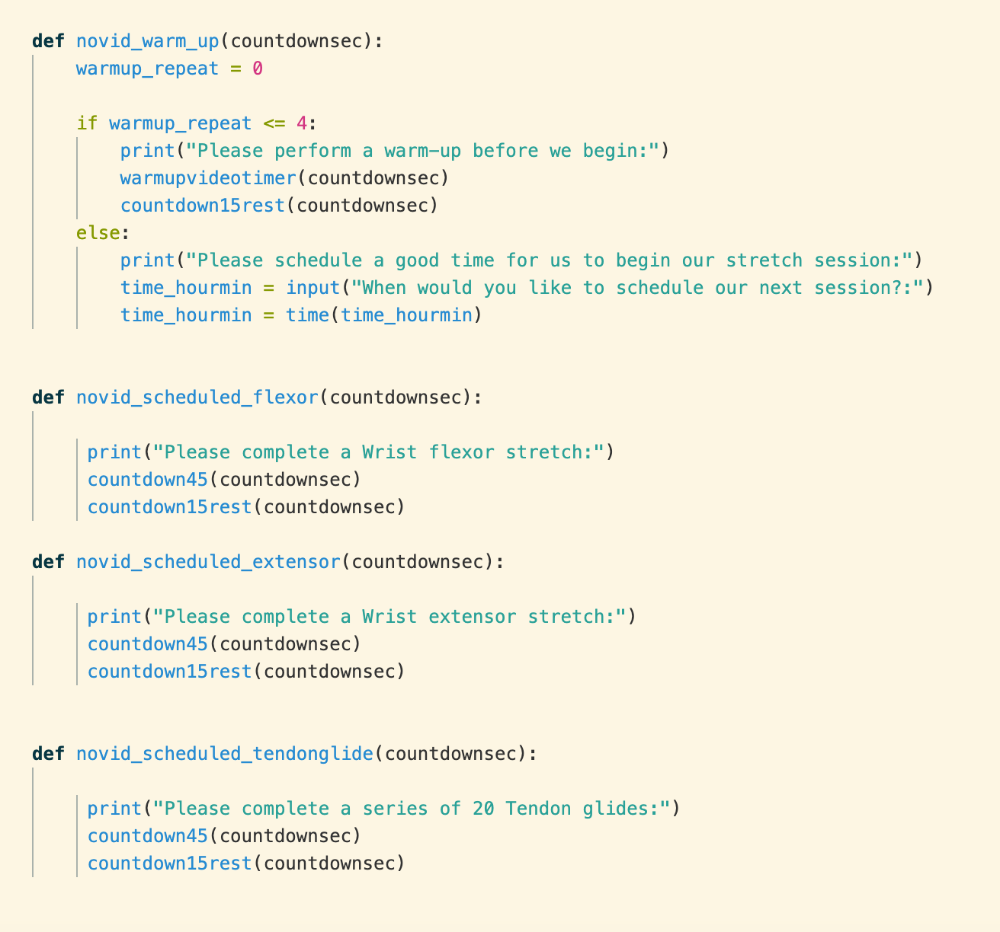 def novid_warm_up(countdownsec):
    warmup_repeat = 0
    if warmup_repeat <= 4:
        print("Please perform a warm-up before we begin:")
        warmupvideotimer(countdownsec)
        countdown15rest(countdownsec)
    else:
        print("Please schedule a good time for us to begin our stretch session:")
        time_hourmin = input("When would you like to schedule our next session?:")
        time_hourmin = time(time_hourmin)
def novid_scheduled_flexor(countdownsec):
     print("Please complete a Wrist flexor stretch:")
     countdown45(countdownsec)
     countdown15rest(countdownsec)
def novid_scheduled_extensor(countdownsec):
     print("Please complete a Wrist extensor stretch:")
     countdown45(countdownsec)
     countdown15rest(countdownsec)
def novid_scheduled_tendonglide(countdownsec):
     print("Please complete a series of 20 Tendon glides:")
     countdown45(countdownsec)
     countdown15rest(countdownsec)